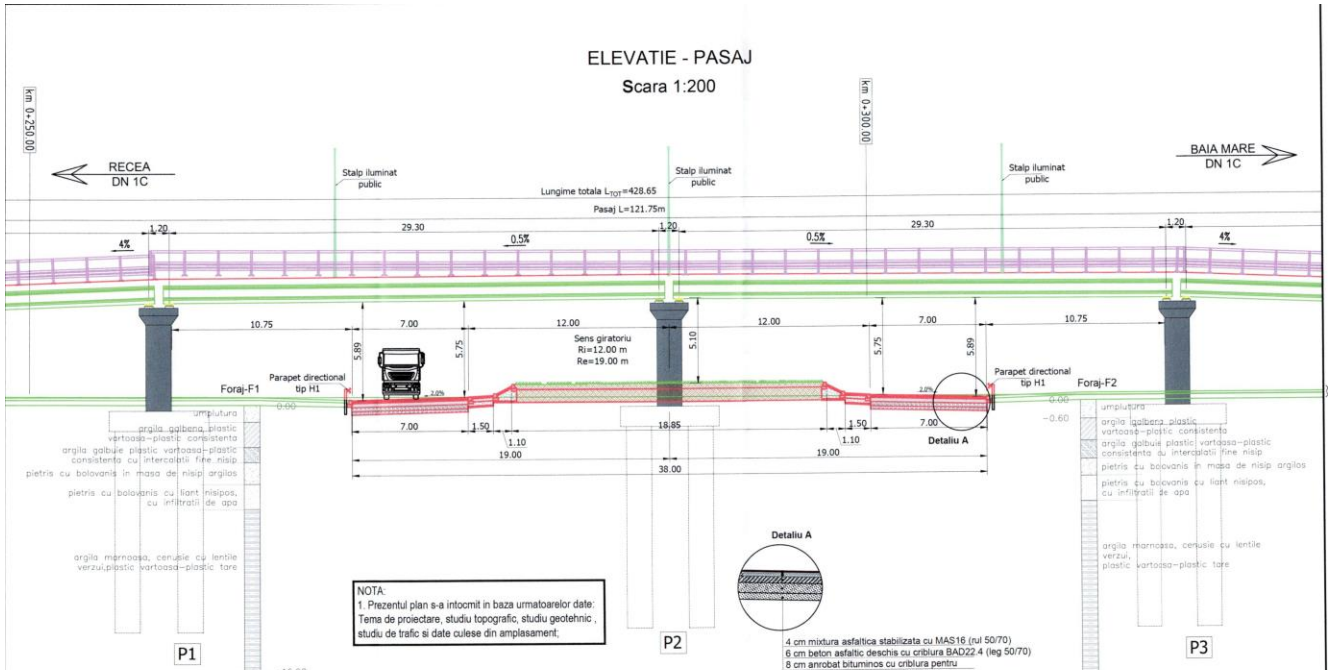 ELEVATIE - PASAJ
Scara 1:200
km 0+250.00
km 0+300.00
RECEA
DN 1C
BAIA MARE
DN 1C
Stalp iluminat
public
Stalp iluminat
public
Stalp iluminat
public
Lungime totala LTOT=428.65
Pasaj L=121.75m
1,20
29.30
1,20
29.30
1,20
4%
0.5%
0.5%
4%
10.75
7.00
12.00
12.00
7.00
10.75
5.89
5.75
5.10
5.75
5.89
Sens giratoriu
Ri=12.00 m
Re=19.00 m
Parapet directional
tip H1
Parapet directional
tip H1
Foraj-F1
Foraj-F2
2.0%
2.0%
0.00
0.00
-0.60
7.00
1.50
1.10
18.85
1.10
1.50
7.00
19.00
19.00
38.00
Detaliu A
umplutura
argila galbena plastic
vartoasa-plastic consistenta
argila galbuie plastic vartoasa-plastic
consistenta cu intercalatii fine nisip
pietris cu bolovanis in masa de nisip argilos
pietris cu bolovanis cu liant nisipos,
cu infiltratii de apa
argila marnoasa, cenusie cu lentile
verzui,plastic vartoasa-plastic tare
umplutura
argila galbena plastic
vartoasa-plastic consistenta
argila galbuie plastic vartoasa-plastic
consistenta cu intercalatii fine nisip
pietris cu bolovanis in masa de nisip argilos
pietris cu bolovanis cu liant nisipos,
cu infiltratii de apa
argila marnoasa, cenusie cu lentile
verzui,
plastic vartoasa-plastic tare
NOTA:
1. Prezentul plan s-a intocmit in baza urmatoarelor date:
Tema de proiectare, studiu topografic, studiu geotehnic ,
studiu de trafic si date culese din amplasament;
Detaliu A
4 cm mixtura asfaltica stabilizata cu MAS16 (rul 50/70)
6 cm beton asfaltic deschis cu criblura BAD22.4 (leg 50/70)
8 cm anrobat bituminos cu criblura pentru
P1
P2
P3